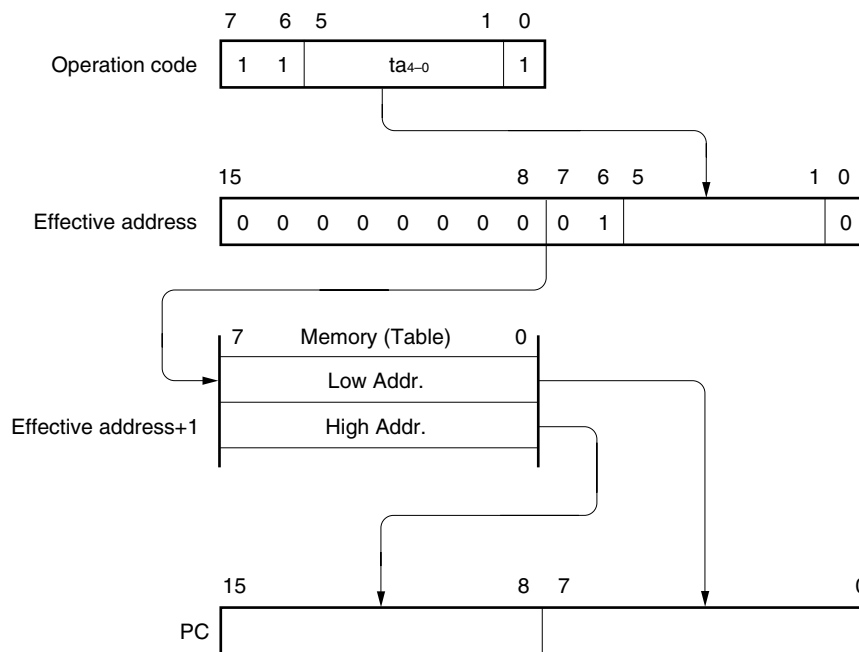 7 6 5 1 0
Operation code 1 1 ta4–0 1
15 8 7 6 5 1 0
Effective address 0 0 0 0 0 0 0 0 0 1 0
7 Memory (Table) 0
Low Addr.
Effective address+1 High Addr.
15 8 7 0
PC